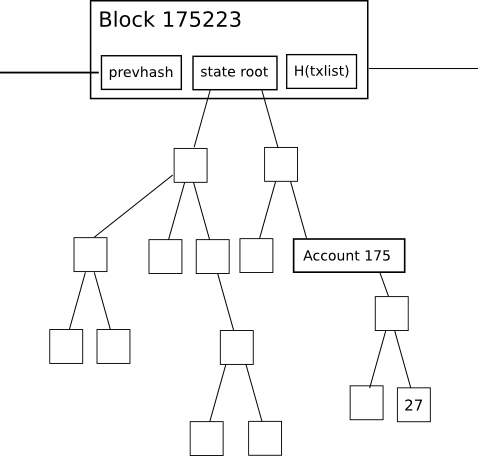 Block 175223
prevhash state root H(txlist)
Account 175
27